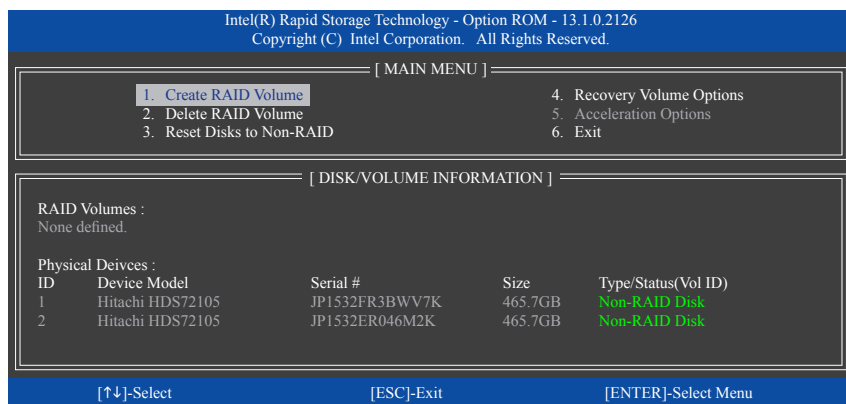 Intel(R) Rapid Storage Technology - Option ROM - 13.1.0.2126
Copyright (C) Intel Corporation. All Rights Reserved.
[ MAIN MENU ]
1. Create RAID Volume
2. Delete RAID Volume
3. Reset Disks to Non-RAID
4. Recovery Volume Options
5. Acceleration Options
6. Exit
[ DISK/VOLUME INFORMATION ]
RAID Volumes :
None defined.
Physical Deivces :
ID Device Model Serial # Size Type/Status(Vol ID)
1 Hitachi HDS72105 JP1532FR3BWV7K 465.7GB Non-RAID Disk
2 Hitachi HDS72105 JP1532ER046M2K 465.7GB Non-RAID Disk
[↑↓]-Select [ESC]-Exit [ENTER]-Select Menu